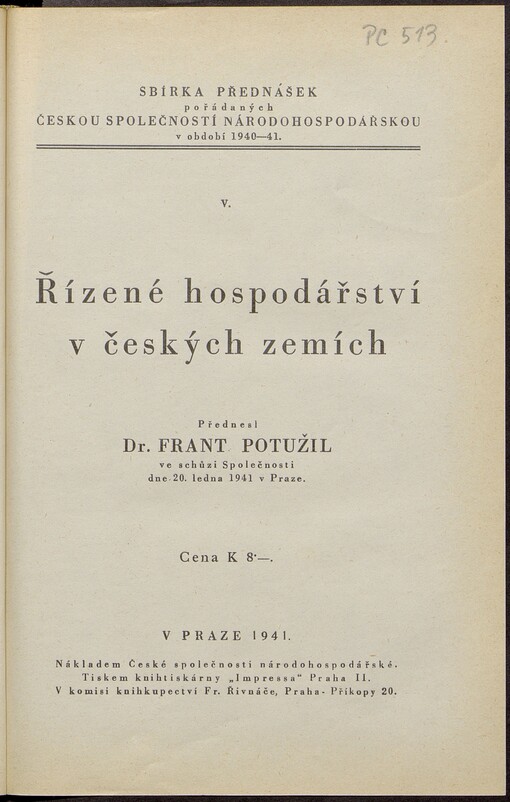 PC 513.
SBÍRKA PŘEDNÁŠEK
pořádaných
ČESKOU SPOLEČNOSTÍ NÁRODOHOSPODÁŘSKOU
v období 1940—41.
V.
Řízené hospodářství
v českých zemích
Přednesl
Dr. FRANT POTUŽIL
ve schůzi Společnosti
dne 20. ledna 1941 v Praze.
Cena K 8·—.
V PRAZE 1941.
Nákladem České společnosti národohospodářské.
Tiskem knihtiskárny „Impressa“ Praha II.
V komisi knihkupectví Fr. Řivnáče, Praha- Příkopy 20.